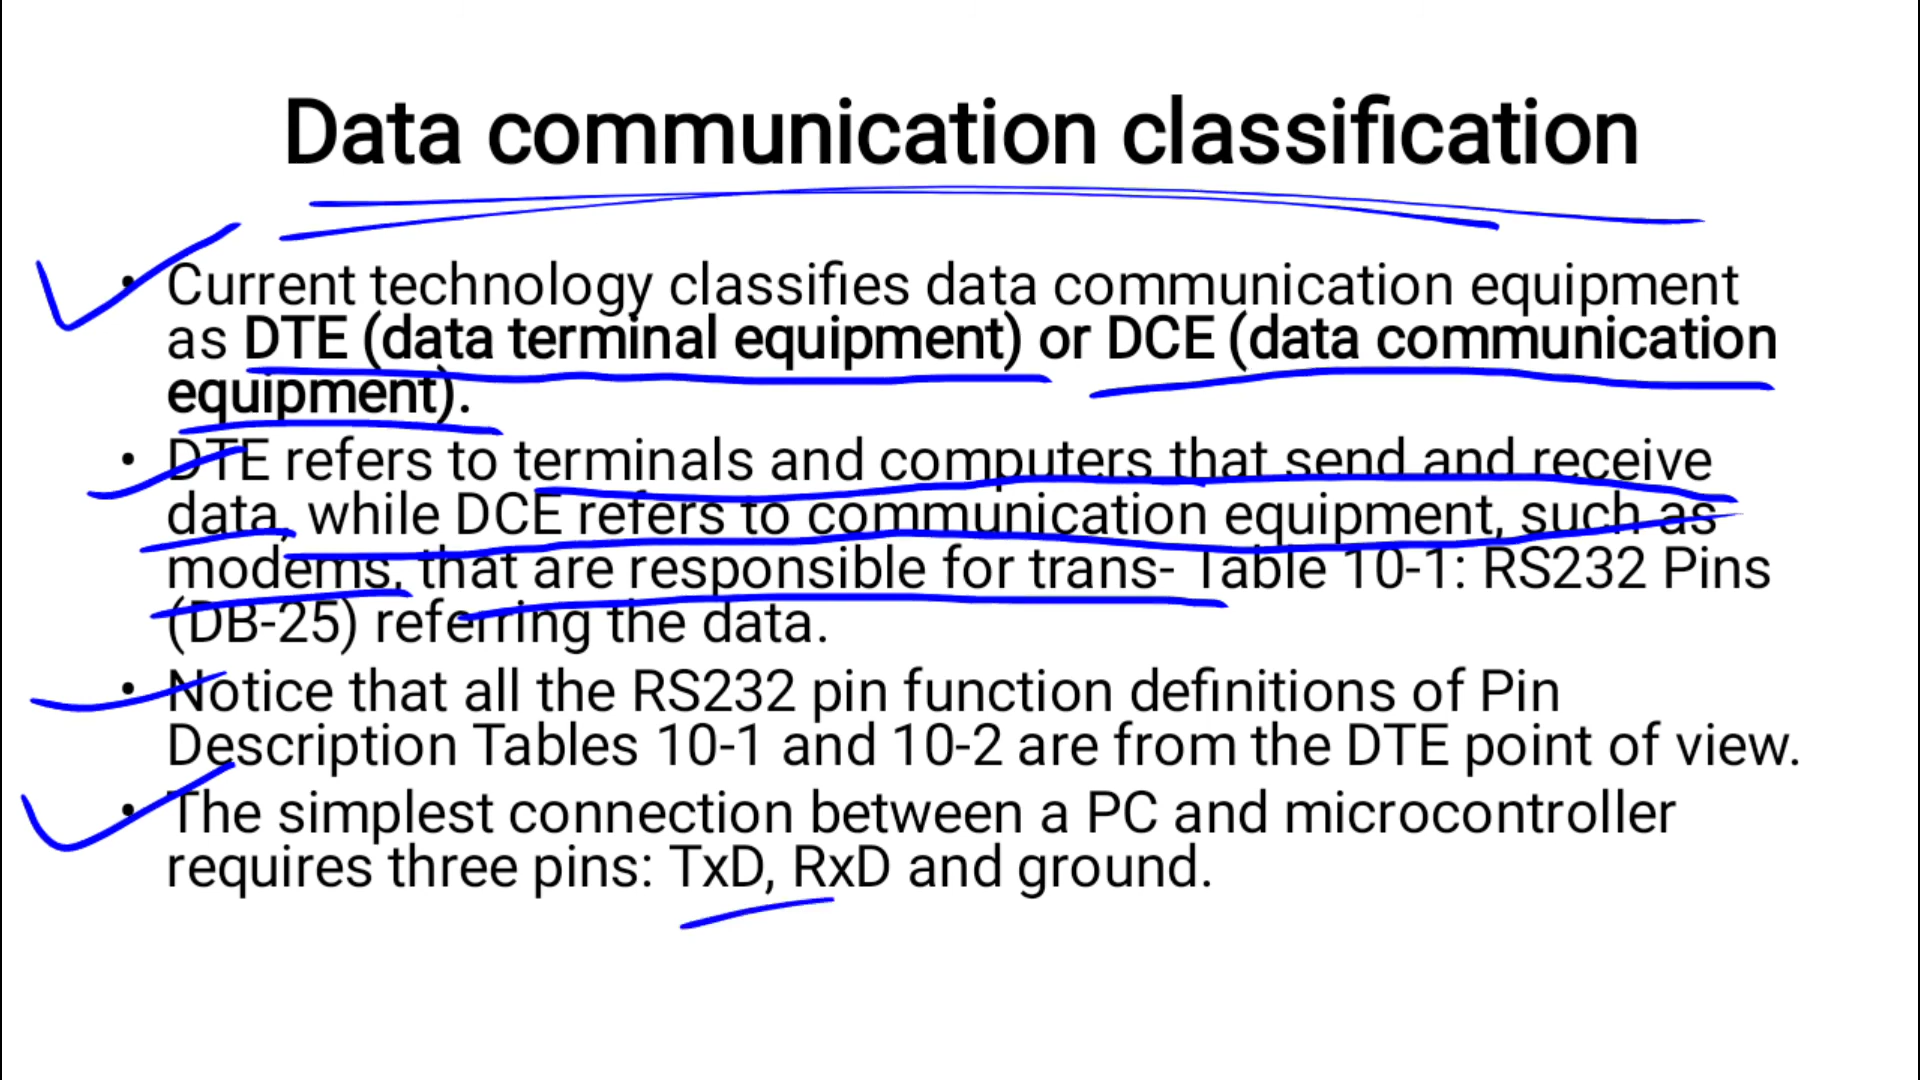 Data communication classification
• Current technology classifies data communication equipment
as DTE (data terminal equipment) or DCE (data communication
equipment).
• DTE refers to terminals and computers that send and receive
data, while DCE refers to communication equipment, such as
modems, that are responsible for trans- Table 10-1: RS232 Pins
(DB-25) referring the data.
• Notice that all the RS232 pin function definitions of Pin
Description Tables 10-1 and 10-2 are from the DTE point of view.
• The simplest connection between a PC and microcontroller
requires three pins: TxD, RxD and ground.